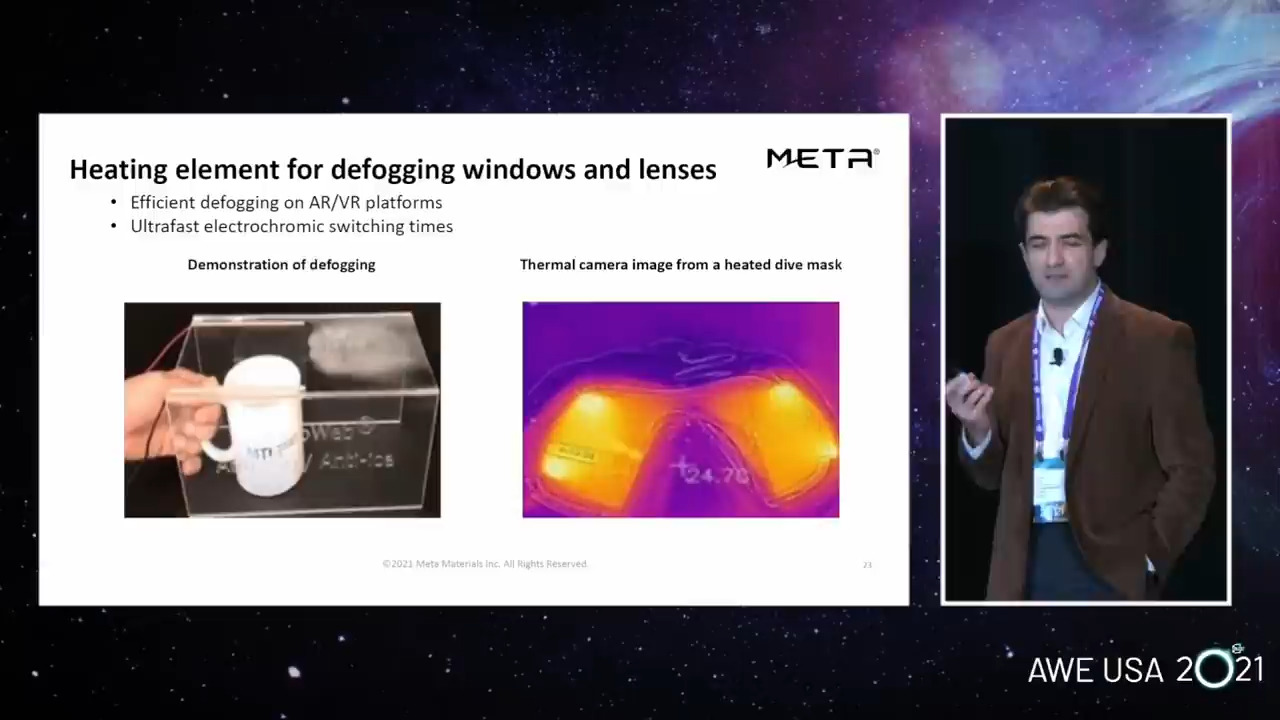 Heating element for defogging windows and lenses
META®
• Efficient defogging on AR/VR platforms
• Ultrafast electrochromic switching times
Demonstration of defogging
Thermal camera image from a heated dive mask
Web®
/ Anti-ice
24.7C
©2021 Meta Materials Inc. All Rights Reserved.
23
AWE USA 2021